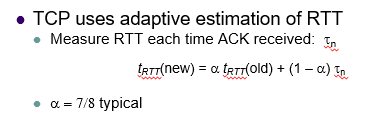 TCP uses adaptive estimation of RTT
Measure RTT each time ACK received: τn
tRTT(new) = α tRTT(old) + (1 – α) τn
α = 7/8 typical